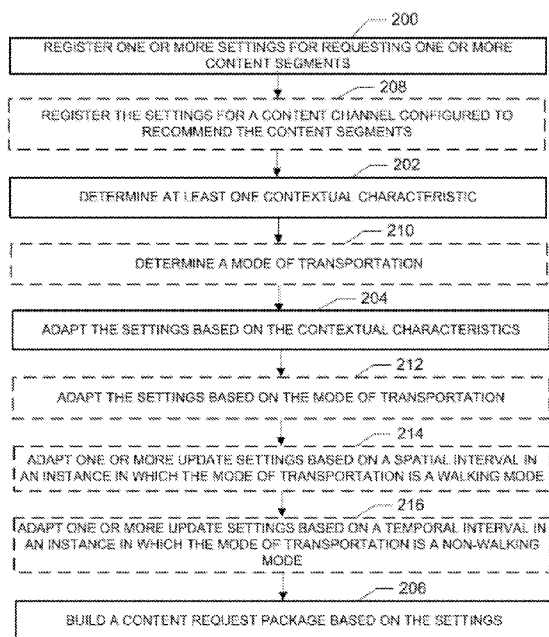 200
REGISTER ONE OR MORE SETTINGS FOR REQUESTING ONE OR MORE
CONTENT SEGMENTS
208
REGISTER THE SETTINGS FOR A CONTENT CHANNEL CONFIGURED TO
RECOMMEND THE CONTENT SEGMENTS
202
DETERMINE AT LEAST ONE CONTEXTUAL CHARACTERISTIC
210
DETERMINE A MODE OF TRANSPORTATION
204
ADAPT THE SETTINGS BASED ON THE CONTEXTUAL CHARACTERISTICS
212
ADAPT THE SETTINGS BASED ON THE MODE OF TRANSPORTATION
214
ADAPT ONE OR MORE UPDATE SETTINGS BASED ON A SPATIAL INTERVAL IN
AN INSTANCE IN WHICH THE MODE OF TRANSPORTATION IS A WALKING MODE
216
ADAPT ONE OR MORE UPDATE SETTINGS BASED ON A TEMPORAL INTERVAL IN
AN INSTANCE IN WHICH THE MODE OF TRANSPORTATION IS A NON-WALKING
MODE
206
BUILD A CONTENT REQUEST PACKAGE BASED ON THE SETTINGS